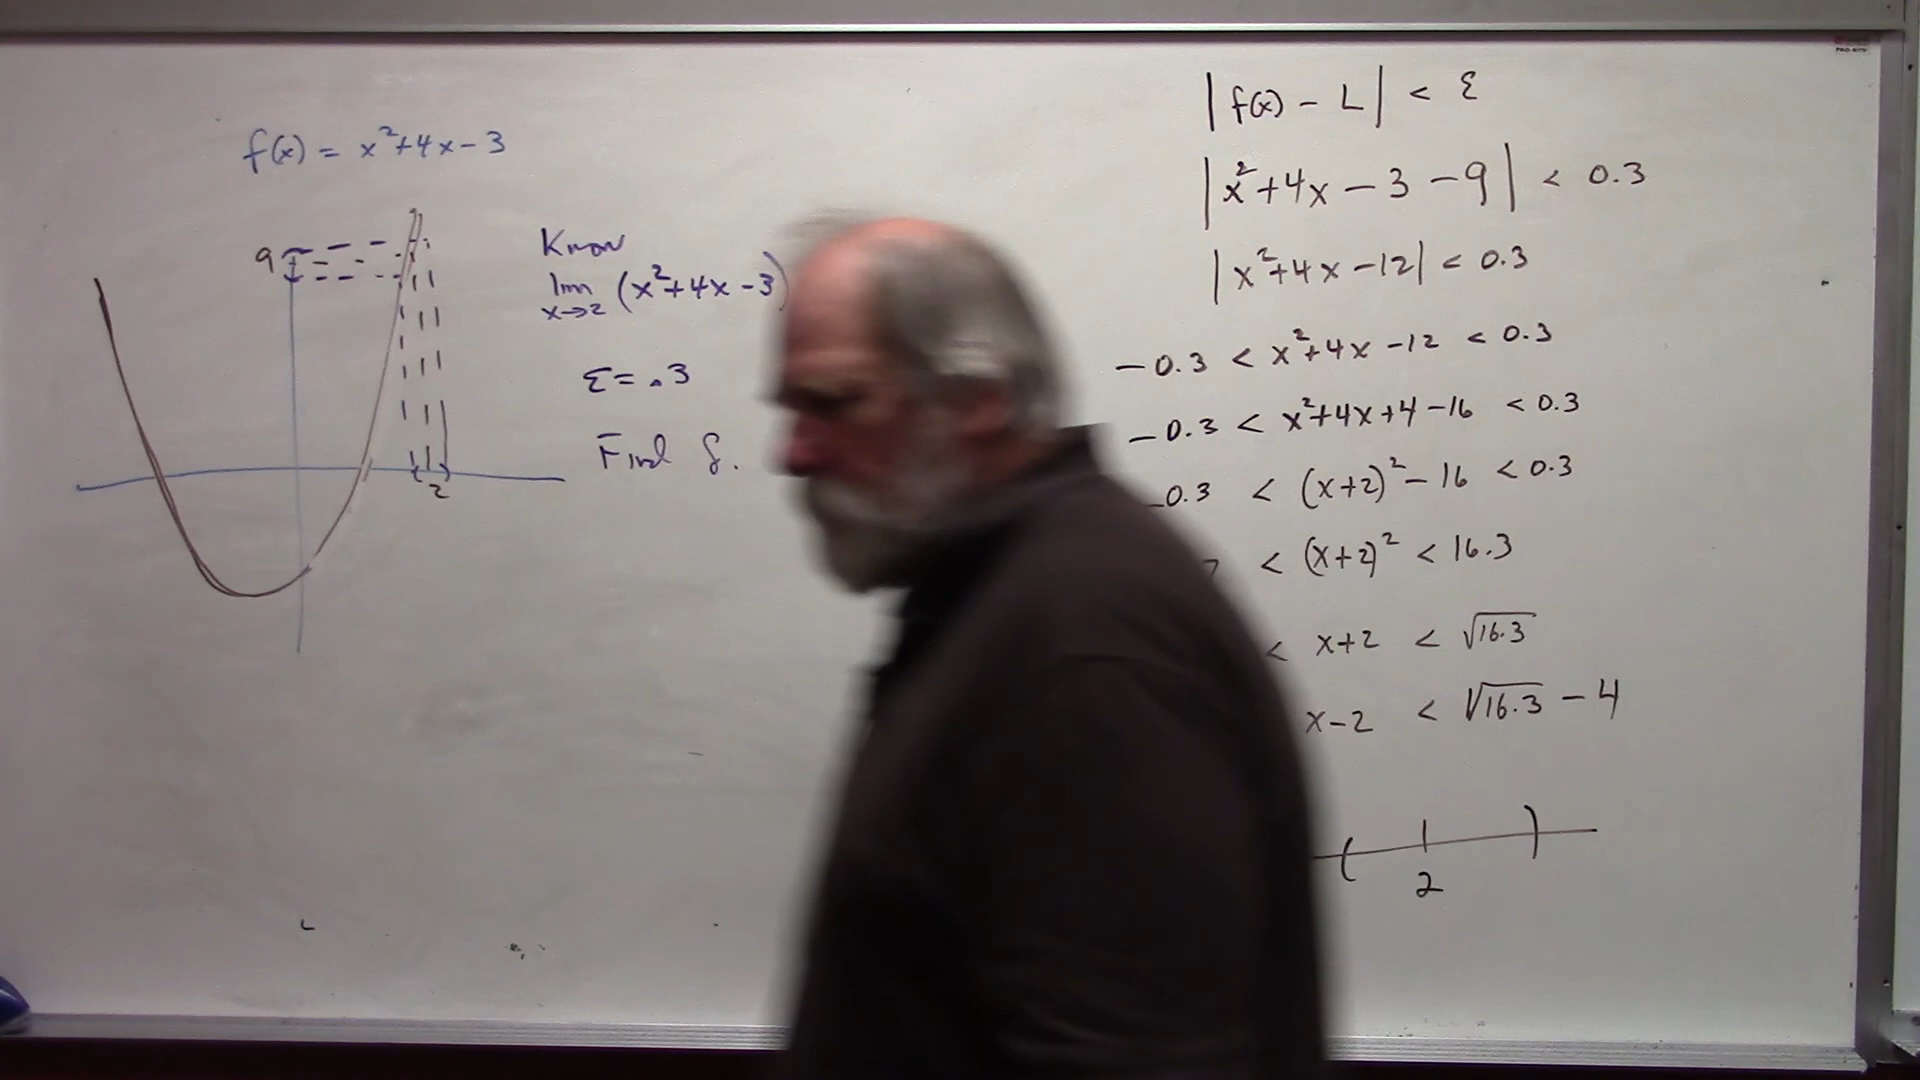 f(x) = x²+4x-3
9
2
Know
lim (x²+4x-3)
x→2
ε= .3
Find δ.
|f(x) - L| < ε
|x²+4x-3-9| < 0.3
|x²+4x-12| < 0.3
-0.3 < x²+4x-12 < 0.3
-0.3 < x²+4x+4-16 < 0.3
-0.3 < (x+2)²-16 < 0.3
< (x+2)² < 16.3
< x+2 < √16.3
x-2 < √16.3 - 4
( | )
2